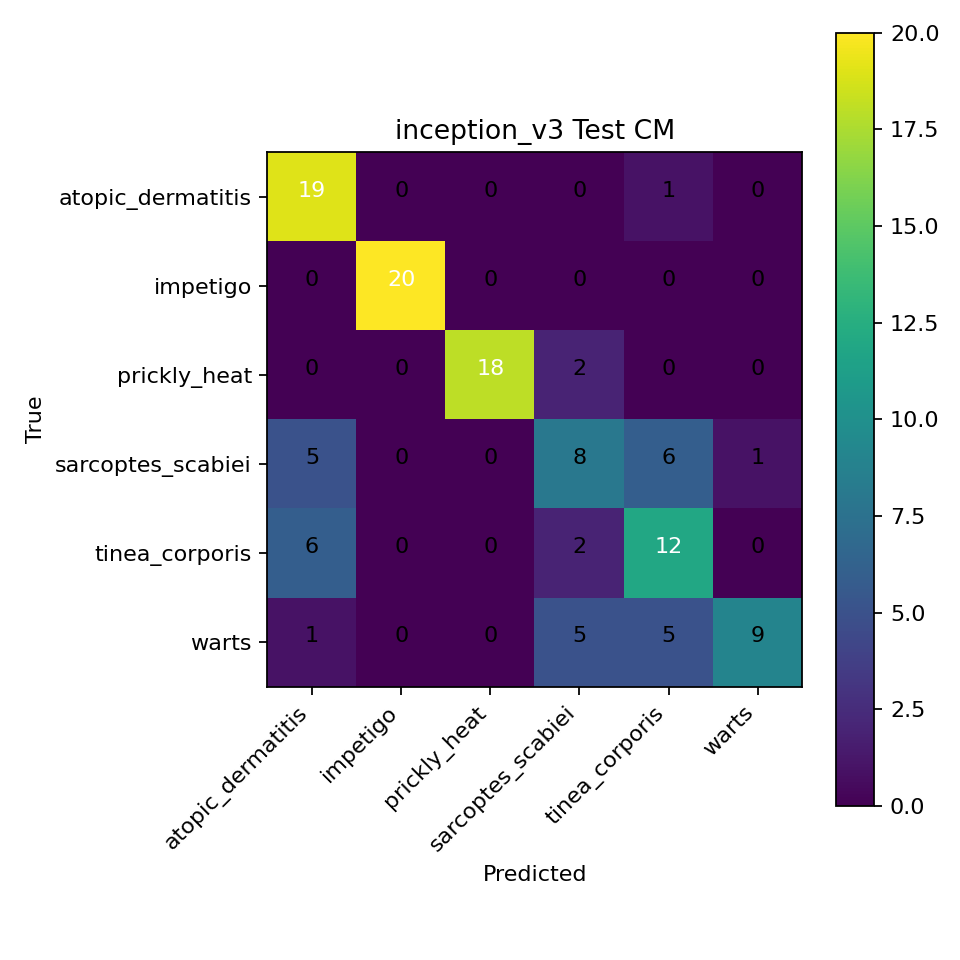 inception_v3 Test CM
atopic_dermatitis 19 0 0 0 1 0
impetigo 0 20 0 0 0 0
prickly_heat 0 0 18 2 0 0
sarcoptes_scabiei 5 0 0 8 6 1
tinea_corporis 6 0 0 2 12 0
warts 1 0 0 5 5 9
True
atopic_dermatitis
impetigo
prickly_heat
sarcoptes_scabiei
tinea_corporis
warts
Predicted
20.0
17.5
15.0
12.5
10.0
7.5
5.0
2.5
0.0